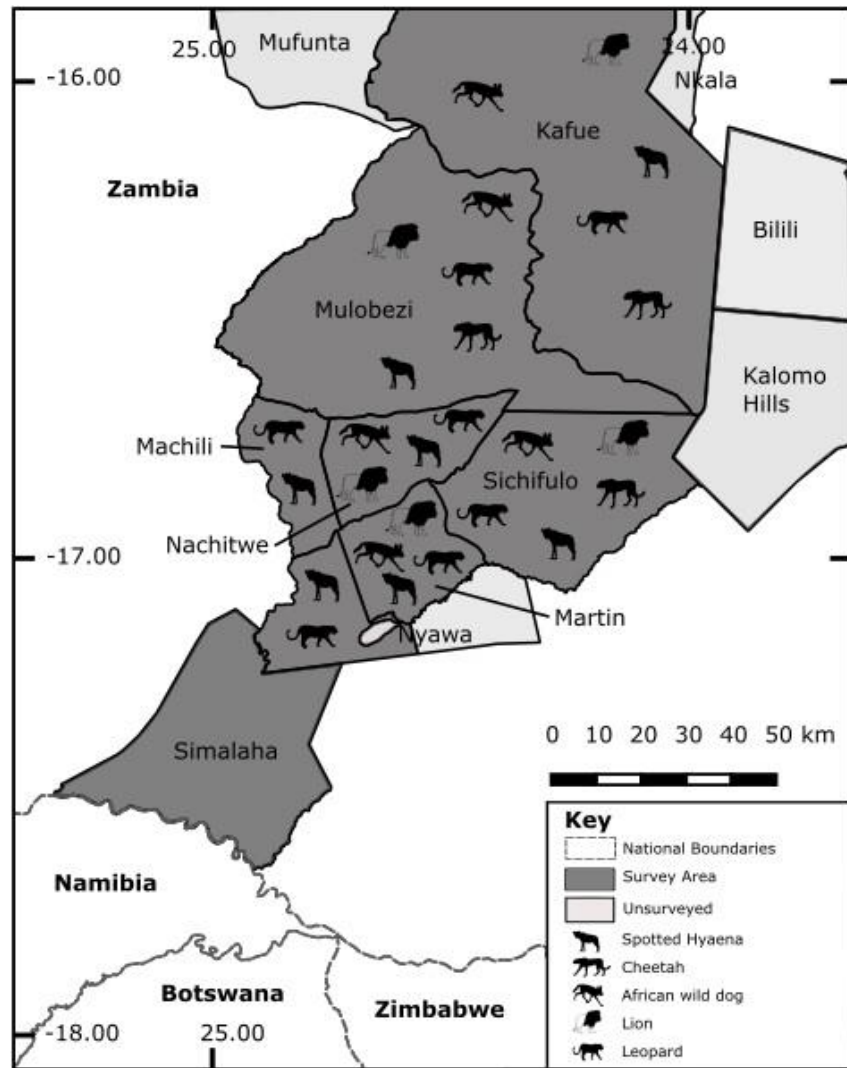 25.00
24.00
Mufunta
-16.00
Nkala
Kafue
Zambia
Bilili
Mulobezi
Kalomo
Hills
Machili
Sichifulo
Nachitwe
-17.00
Martin
Nyawa
Simalaha
0 10 20 30 40 50 km
Key
National Boundaries
Survey Area
Unsurveyed
Spotted Hyaena
Cheetah
African wild dog
Lion
Leopard
Namibia
Botswana
Zimbabwe
-18.00
25.00